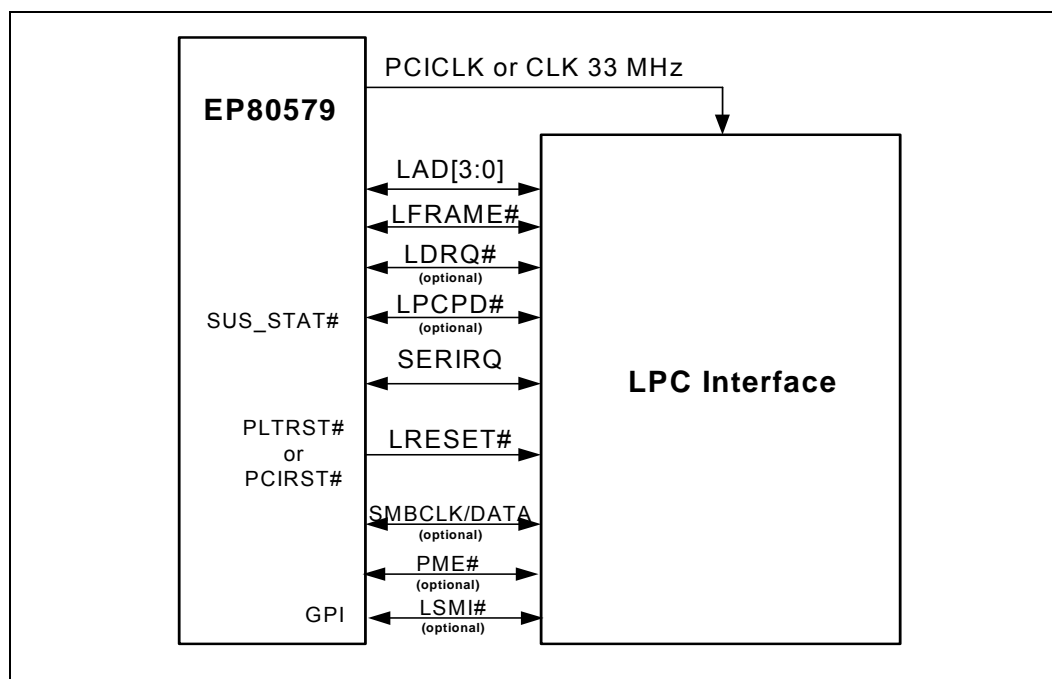 PCICLK or CLK 33 MHz
EP80579
LAD[3:0]
LFRAME#
LDRQ#
(optional)
SUS_STAT#
LPCPD#
(optional)
SERIRQ
LPC Interface
PLTRST#
or
PCIRST#
LRESET#
SMBCLK/DATA
(optional)
PME#
(optional)
GPI
LSMI#
(optional)